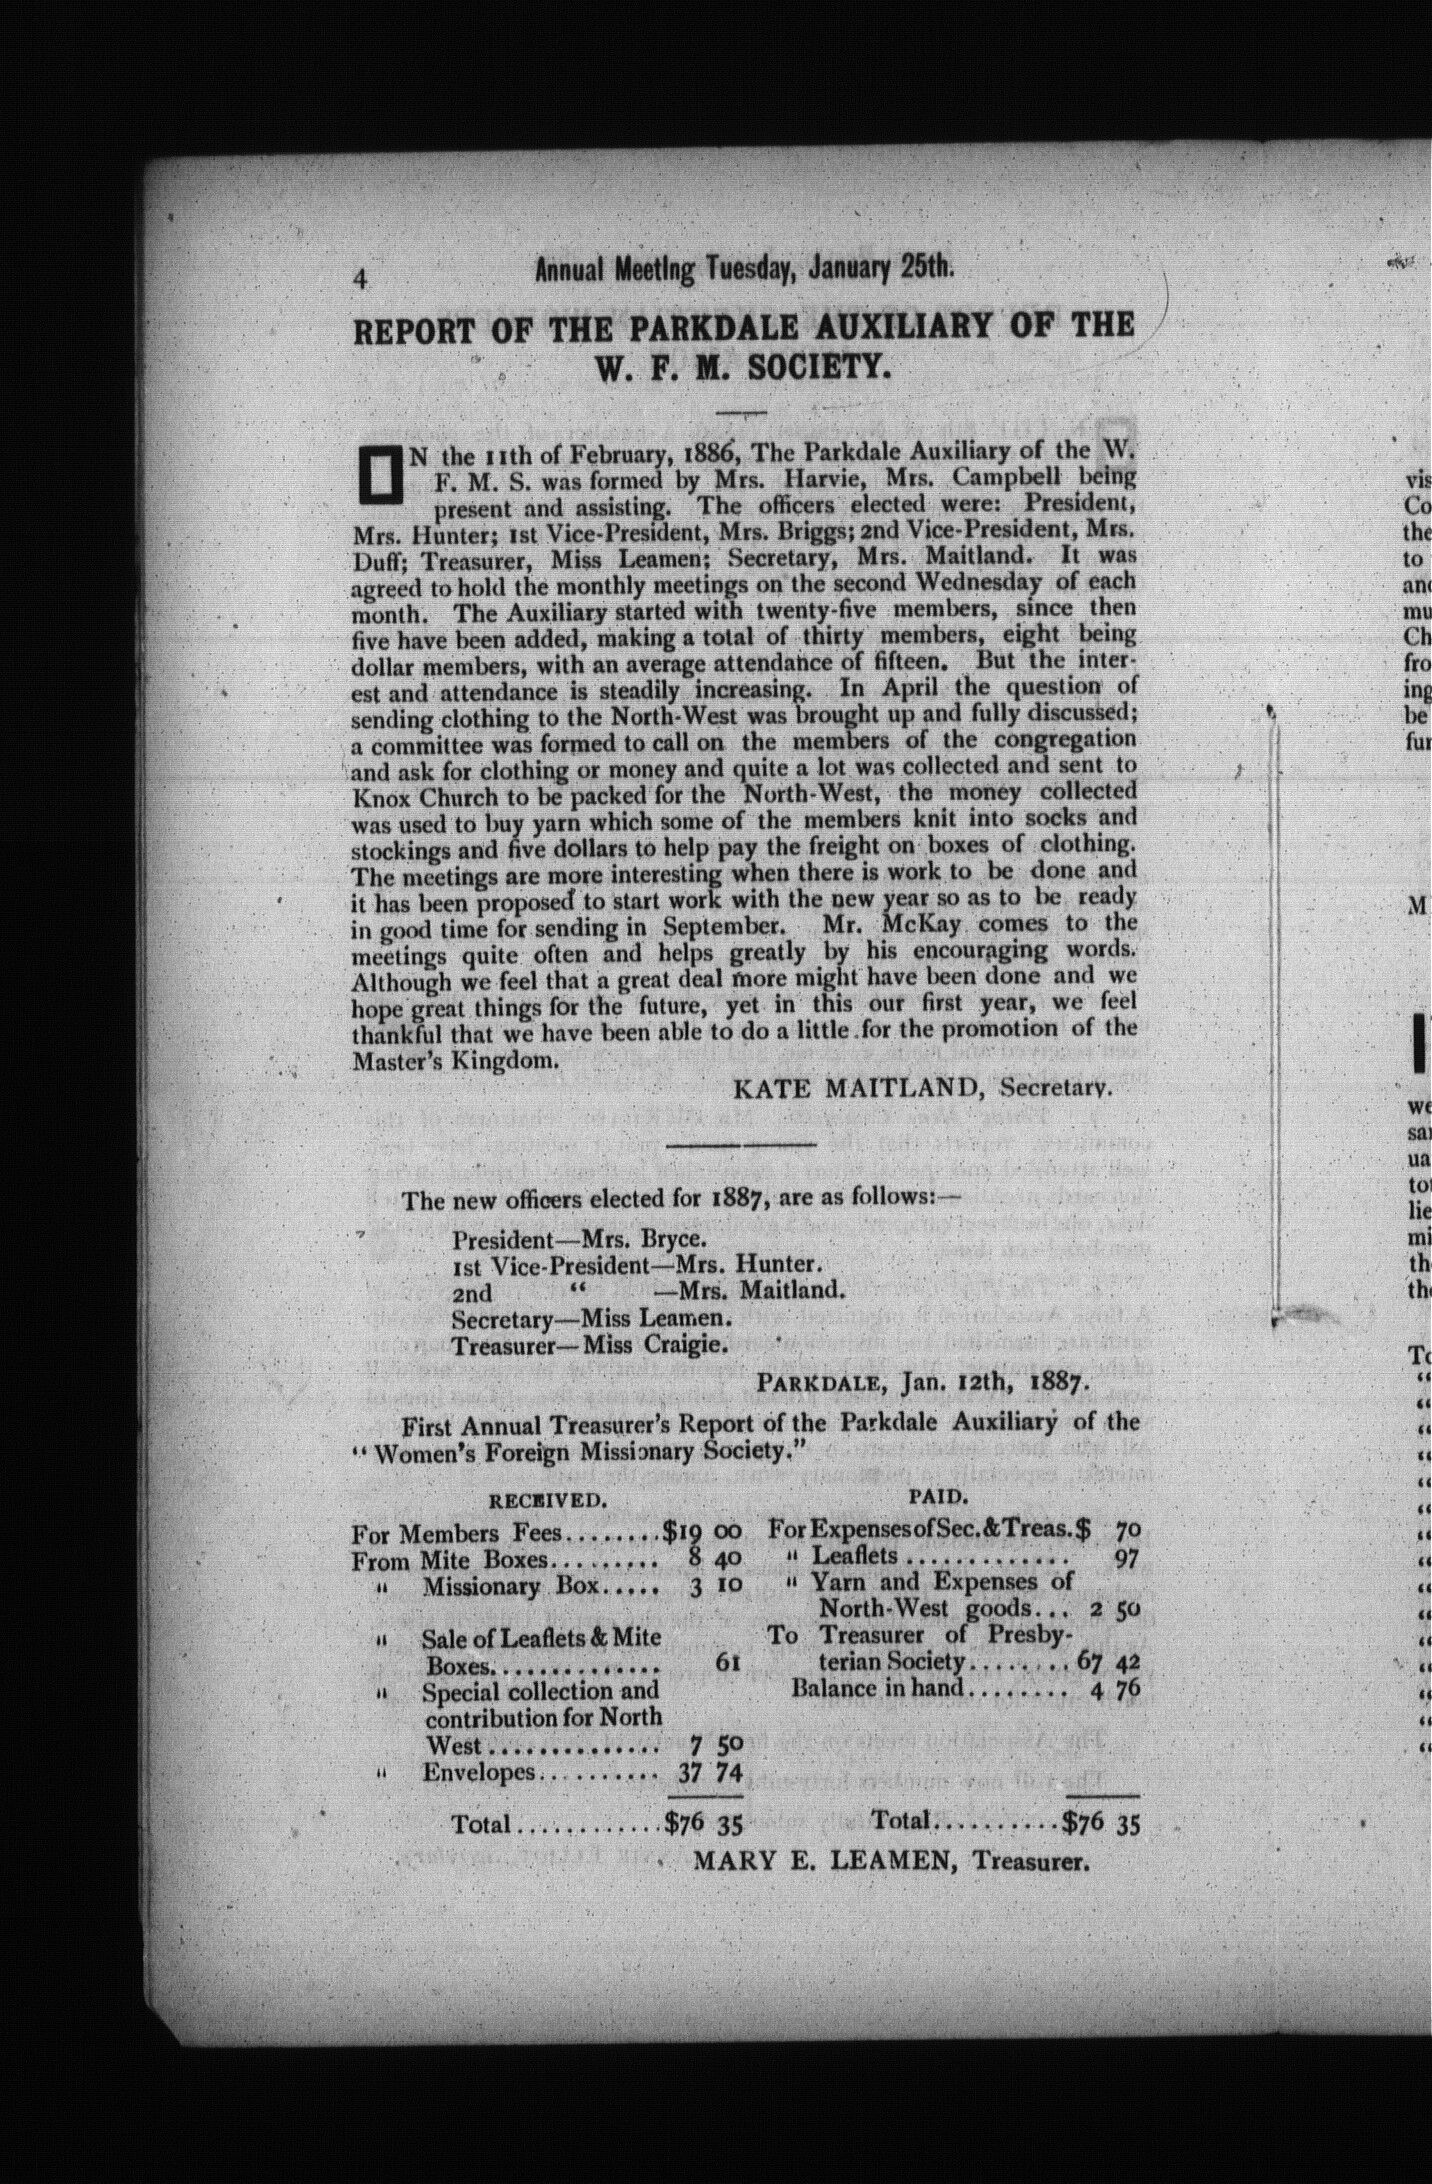 4 Annual Meeting Tuesday, January 25th.
REPORT OF THE PARKDALE AUXILIARY OF THE
W. F. M. SOCIETY.
ON the 11th of February, 1886, The Parkdale Auxiliary of the W.
F. M. S. was formed by Mrs. Harvie, Mrs. Campbell being
present and assisting. The officers elected were: President,
Mrs. Hunter; 1st Vice-President, Mrs. Briggs; 2nd Vice-President, Mrs.
Duff; Treasurer, Miss Leamen; Secretary, Mrs. Maitland. It was
agreed to hold the monthly meetings on the second Wednesday of each
month. The Auxiliary started with twenty-five members, since then
five have been added, making a total of thirty members, eight being
dollar members, with an average attendance of fifteen. But the inter-
est and attendance is steadily increasing. In April the question of
sending clothing to the North-West was brought up and fully discussed;
a committee was formed to call on the members of the congregation
and ask for clothing or money and quite a lot was collected and sent to
Knox Church to be packed for the North-West, the money collected
was used to buy yarn which some of the members knit into socks and
stockings and five dollars to help pay the freight on boxes of clothing.
The meetings are more interesting when there is work to be done and
it has been proposed to start work with the new year so as to be ready
in good time for sending in September. Mr. McKay comes to the
meetings quite often and helps greatly by his encouraging words.
Although we feel that a great deal more might have been done and we
hope great things for the future, yet in this our first year, we feel
thankful that we have been able to do a little for the promotion of the
Master's Kingdom.
KATE MAITLAND, Secretary.
The new officers elected for 1887, are as follows:—
President—Mrs. Bryce.
1st Vice-President—Mrs. Hunter.
2nd " —Mrs. Maitland.
Secretary—Miss Leamen.
Treasurer—Miss Craigie.
PARKDALE, Jan. 12th, 1887.
First Annual Treasurer's Report of the Parkdale Auxiliary of the
"Women's Foreign Missionary Society."
RECEIVED.
For Members Fees........$19 00
From Mite Boxes......... 8 40
" Missionary Box..... 3 10
" Sale of Leaflets & Mite
Boxes.............. 61
" Special collection and
contribution for North
West.............. 7 50
" Envelopes.......... 37 74
Total............$76 35
PAID.
For Expenses of Sec. & Treas.$ 70
" Leaflets............. 97
" Yarn and Expenses of
North-West goods... 2 50
To Treasurer of Presby-
terian Society........67 42
Balance in hand........ 4 76
Total..........$76 35
MARY E. LEAMEN, Treasurer.